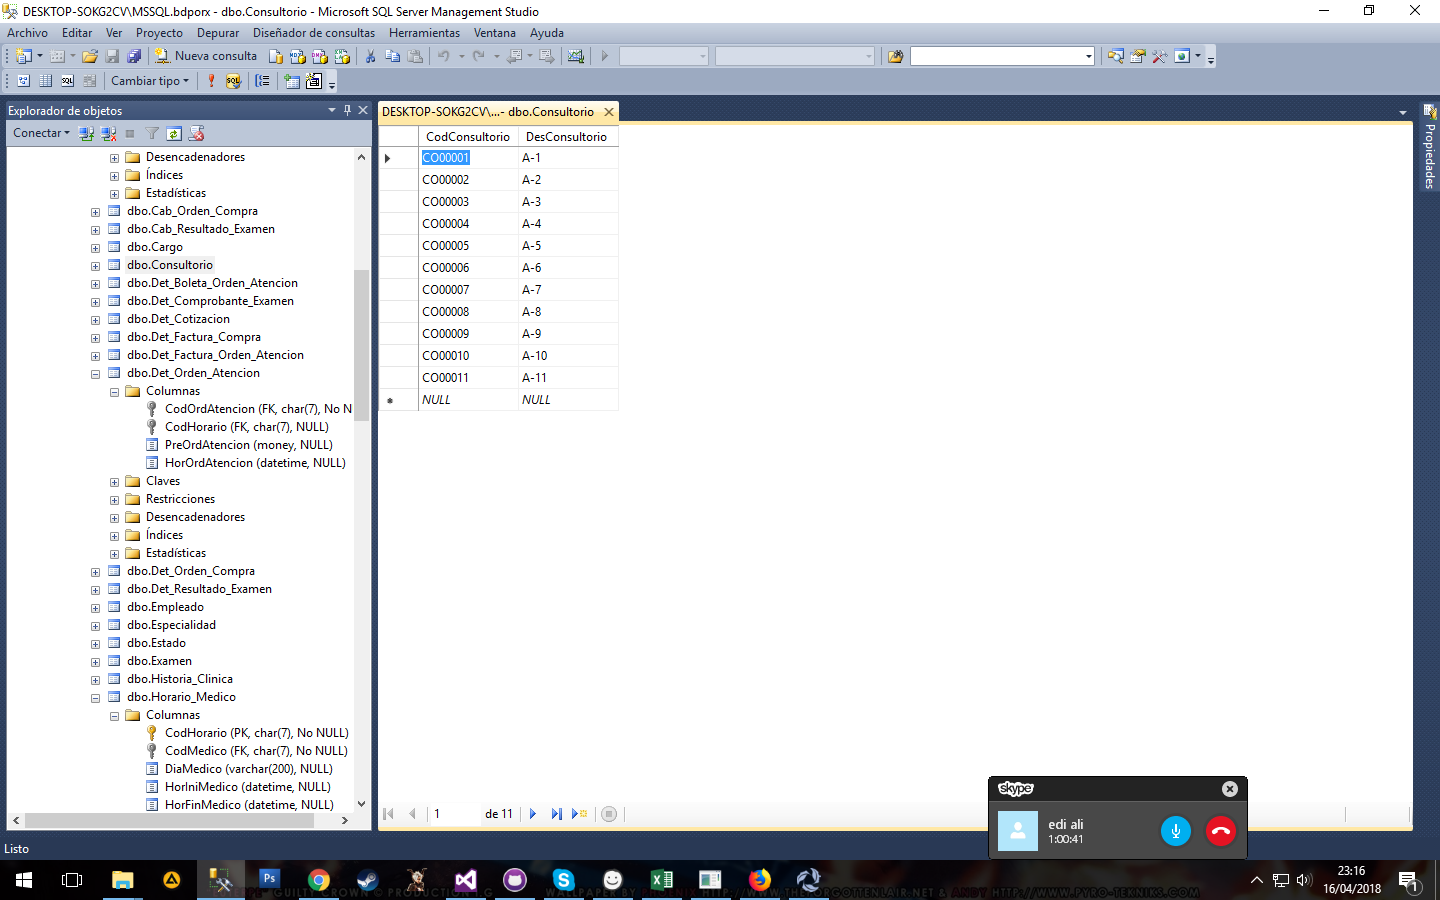 DESKTOP-SOKG2CV\MSSQL.bdporx - dbo.Consultorio - Microsoft SQL Server Management Studio
Archivo Editar Ver Proyecto Depurar Diseñador de consultas Herramientas Ventana Ayuda
Nueva consulta
Cambiar tipo
Explorador de objetos
Conectar
Desencadenadores
Índices
Estadísticas
dbo.Cab_Orden_Compra
dbo.Cab_Resultado_Examen
dbo.Cargo
dbo.Consultorio
dbo.Det_Boleta_Orden_Atencion
dbo.Det_Comprobante_Examen
dbo.Det_Cotizacion
dbo.Det_Factura_Compra
dbo.Det_Factura_Orden_Atencion
dbo.Det_Orden_Atencion
Columnas
CodOrdAtencion (FK, char(7), No N
CodHorario (FK, char(7), NULL)
PreOrdAtencion (money, NULL)
HorOrdAtencion (datetime, NULL)
Claves
Restricciones
Desencadenadores
Índices
Estadísticas
dbo.Det_Orden_Compra
dbo.Det_Resultado_Examen
dbo.Empleado
dbo.Especialidad
dbo.Estado
dbo.Examen
dbo.Historia_Clinica
dbo.Horario_Medico
Columnas
CodHorario (PK, char(7), No NULL)
CodMedico (FK, char(7), No NULL)
DiaMedico (varchar(200), NULL)
HorIniMedico (datetime, NULL)
HorFinMedico (datetime, NULL)
DESKTOP-SOKG2CV\...- dbo.Consultorio
CodConsultorio DesConsultorio
CO00001 A-1
CO00002 A-2
CO00003 A-3
CO00004 A-4
CO00005 A-5
CO00006 A-6
CO00007 A-7
CO00008 A-8
CO00009 A-9
CO00010 A-10
CO00011 A-11
NULL NULL
1 de 11
Propiedades
skype
edi ali
1:00:41
Listo
23:16
16/04/2018
1